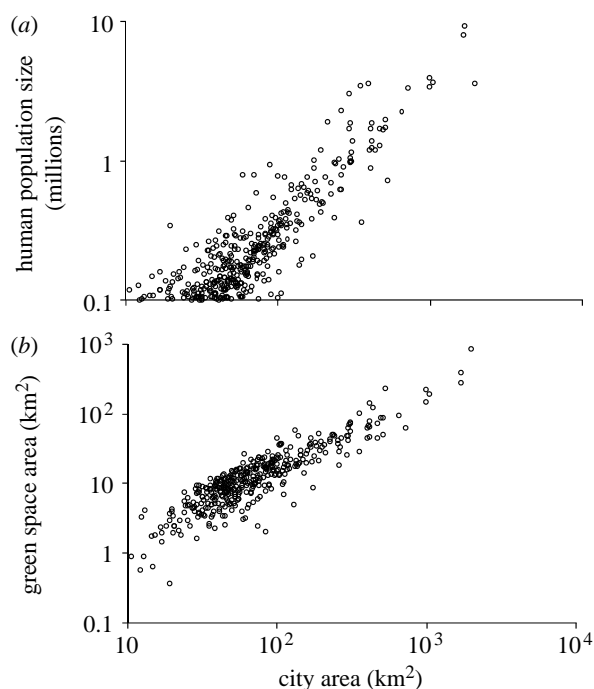 (a)
human population size
(millions)
10
1
0.1
(b)
green space area (km²)
10³
10²
10
1
0.1
10 10² 10³ 10⁴
city area (km²)